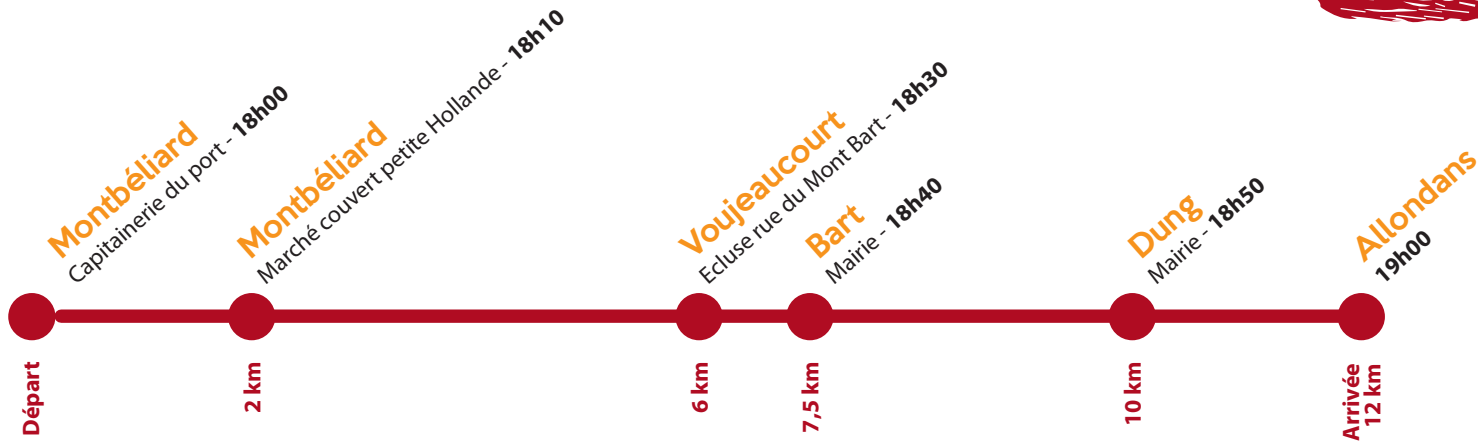 Montbéliard
Capitainerie du port - 18h00
Montbéliard
Marché couvert petite Hollande - 18h10
Voujeaucourt
Ecluse rue du Mont Bart - 18h30
Bart
Mairie - 18h40
Dung
Mairie - 18h50
Allondans
19h00
Départ
2 km
6 km
7,5 km
10 km
Arrivée
12 km